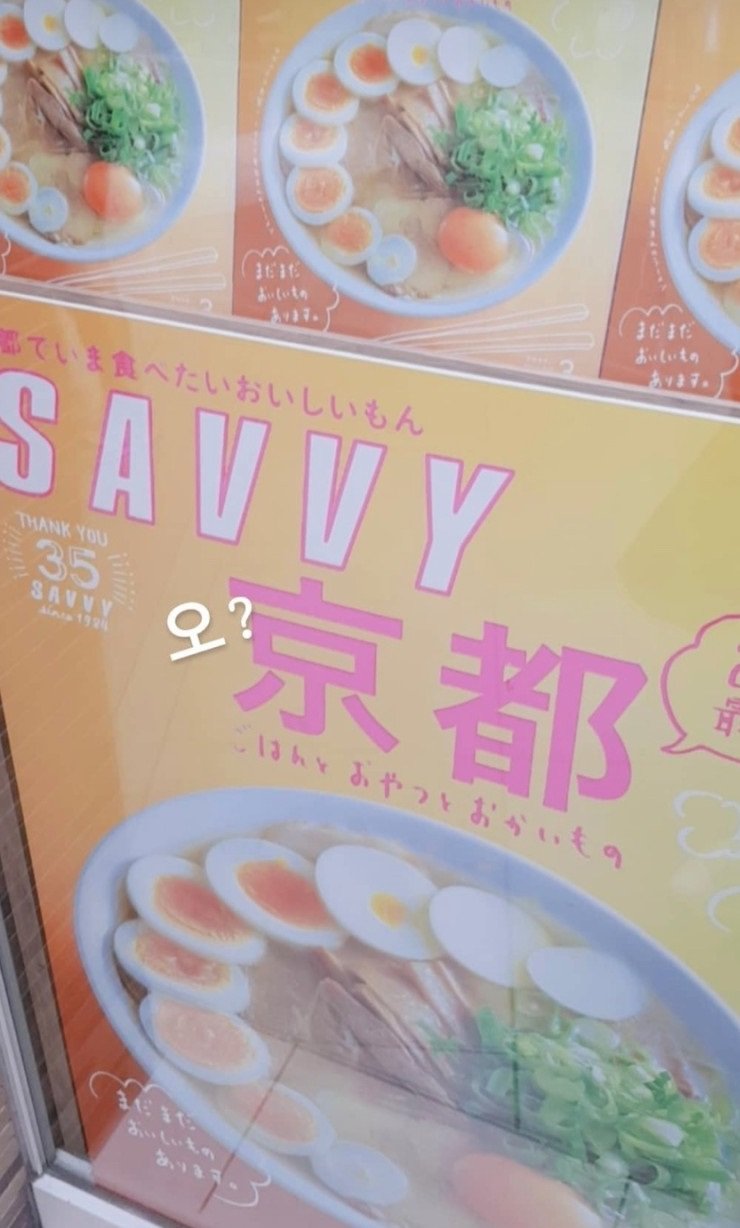 まだまだ
おいしいもの
あります。
まだまだ
おいしいもの
あります。
都でいま食べたいおいしいもん
SAVVY
THANK YOU
35
SAVVY
since 1984
오?
京都
ごはんと おやつと おかいもの
まだまだ
おいしいもの
あります。